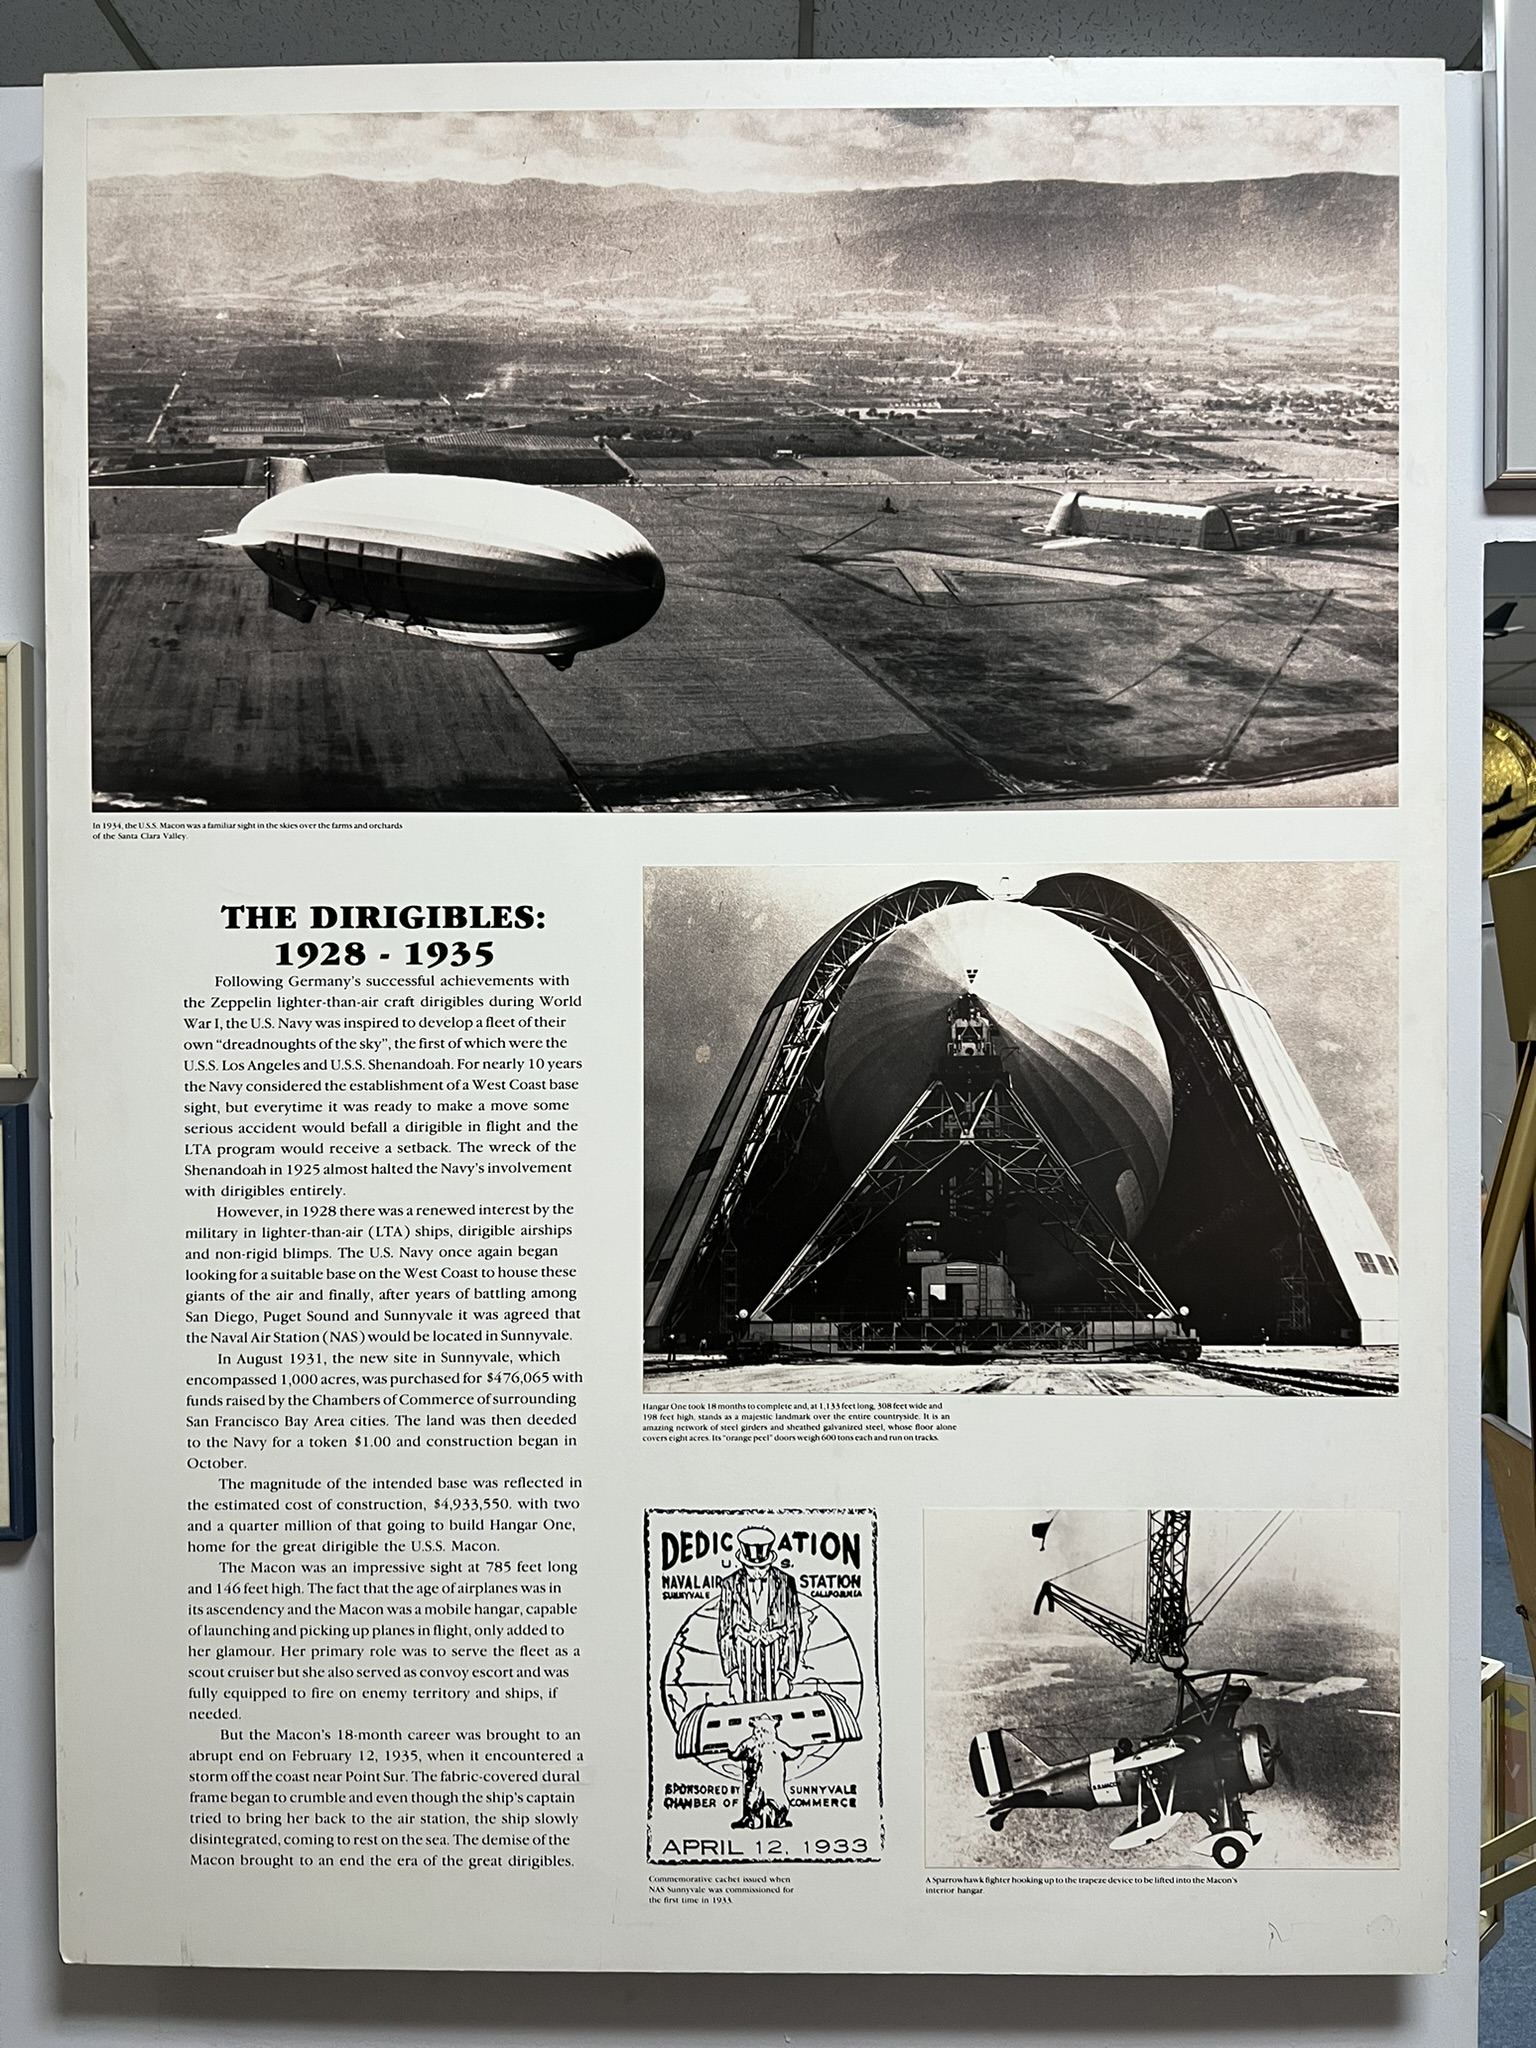 In 1934, the U.S.S. Macon was a familiar sight in the skies over the farms and orchards
of the Santa Clara Valley.
THE DIRIGIBLES:
1928 - 1935
Following Germany's successful achievements with
the Zeppelin lighter-than-air craft dirigibles during World
War I, the U.S. Navy was inspired to develop a fleet of their
own "dreadnoughts of the sky", the first of which were the
U.S.S. Los Angeles and U.S.S. Shenandoah. For nearly 10 years
the Navy considered the establishment of a West Coast base
sight, but everytime it was ready to make a move some
serious accident would befall a dirigible in flight and the
LTA program would receive a setback. The wreck of the
Shenandoah in 1925 almost halted the Navy's involvement
with dirigibles entirely.
However, in 1928 there was a renewed interest by the
military in lighter-than-air (LTA) ships, dirigible airships
and non-rigid blimps. The U.S. Navy once again began
looking for a suitable base on the West Coast to house these
giants of the air and finally, after years of battling among
San Diego, Puget Sound and Sunnyvale it was agreed that
the Naval Air Station (NAS) would be located in Sunnyvale.
In August 1931, the new site in Sunnyvale, which
encompassed 1,000 acres, was purchased for $476,065 with
funds raised by the Chambers of Commerce of surrounding
San Francisco Bay Area cities. The land was then deeded
to the Navy for a token $1.00 and construction began in
October.
The magnitude of the intended base was reflected in
the estimated cost of construction, $4,933,550. with two
and a quarter million of that going to build Hangar One,
home for the great dirigible the U.S.S. Macon.
The Macon was an impressive sight at 785 feet long
and 146 feet high. The fact that the age of airplanes was in
its ascendency and the Macon was a mobile hangar, capable
of launching and picking up planes in flight, only added to
her glamour. Her primary role was to serve the fleet as a
scout cruiser but she also served as convoy escort and was
fully equipped to fire on enemy territory and ships, if
needed.
But the Macon's 18-month career was brought to an
abrupt end on February 12, 1935, when it encountered a
storm off the coast near Point Sur. The fabric-covered dural
frame began to crumble and even though the ship's captain
tried to bring her back to the air station, the ship slowly
disintegrated, coming to rest on the sea. The demise of the
Macon brought to an end the era of the great dirigibles.
Hangar One took 18 months to complete and, at 1,133 feet long, 308 feet wide and
198 feet high, stands as a majestic landmark over the entire countryside. It is an
amazing network of steel girders and sheathed galvanized steel, whose floor alone
covers eight acres. Its "orange peel" doors weigh 600 tons each and run on tracks.
DEDICATION
U.S.
NAVAL AIR STATION
SUNNYVALE CALIFORNIA
SPONSORED BY SUNNYVALE
CHAMBER OF COMMERCE
APRIL 12, 1933
Commemorative cachet issued when
NAS Sunnyvale was commissioned for
the first time in 1933.
A Sparrowhawk fighter hooking up to the trapeze device to be lifted into the Macon's
interior hangar.